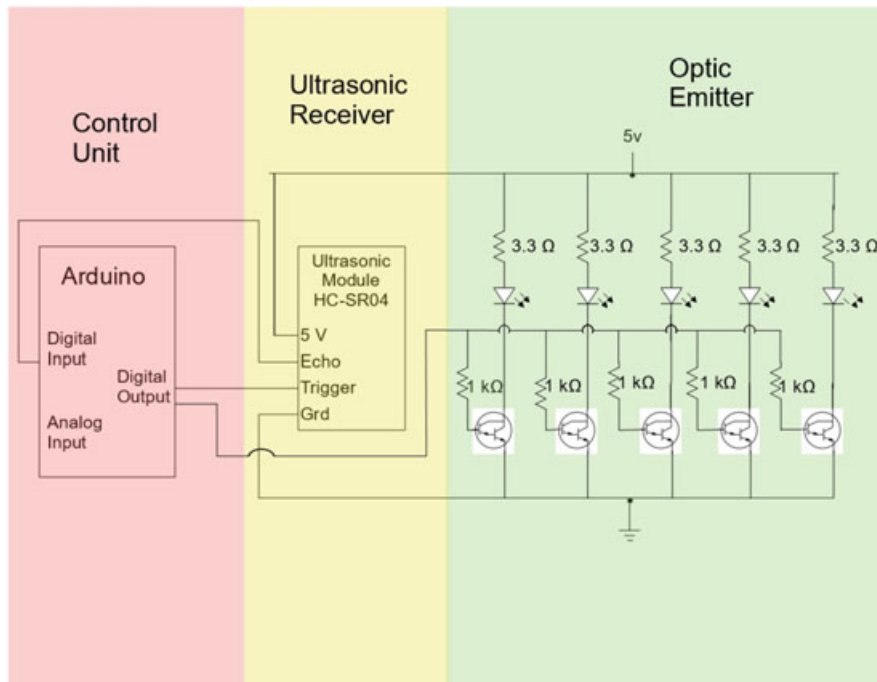 Control
Unit
Ultrasonic
Receiver
Optic
Emitter
5v
Arduino
Digital
Input
Digital
Output
Analog
Input
Ultrasonic
Module
HC-SR04
5 V
Echo
Trigger
Grd
3.3 Ω
3.3 Ω
3.3 Ω
3.3 Ω
3.3 Ω
1 kΩ
1 kΩ
1 kΩ
1 kΩ
1 kΩ